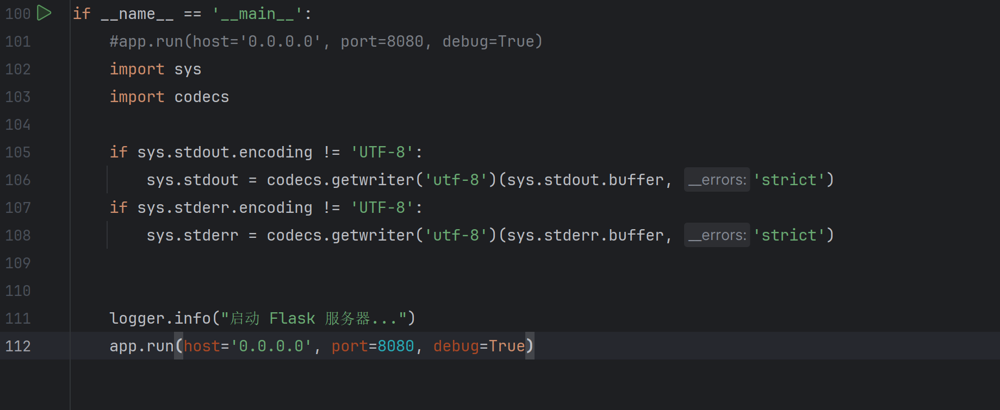 100 if __name__ == '__main__':
101     #app.run(host='0.0.0.0', port=8080, debug=True)
102     import sys
103     import codecs
104
105     if sys.stdout.encoding != 'UTF-8':
106         sys.stdout = codecs.getwriter('utf-8')(sys.stdout.buffer, __errors: 'strict')
107     if sys.stderr.encoding != 'UTF-8':
108         sys.stderr = codecs.getwriter('utf-8')(sys.stderr.buffer, __errors: 'strict')
109
110
111     logger.info("启动 Flask 服务器...")
112     app.run(host='0.0.0.0', port=8080, debug=True)